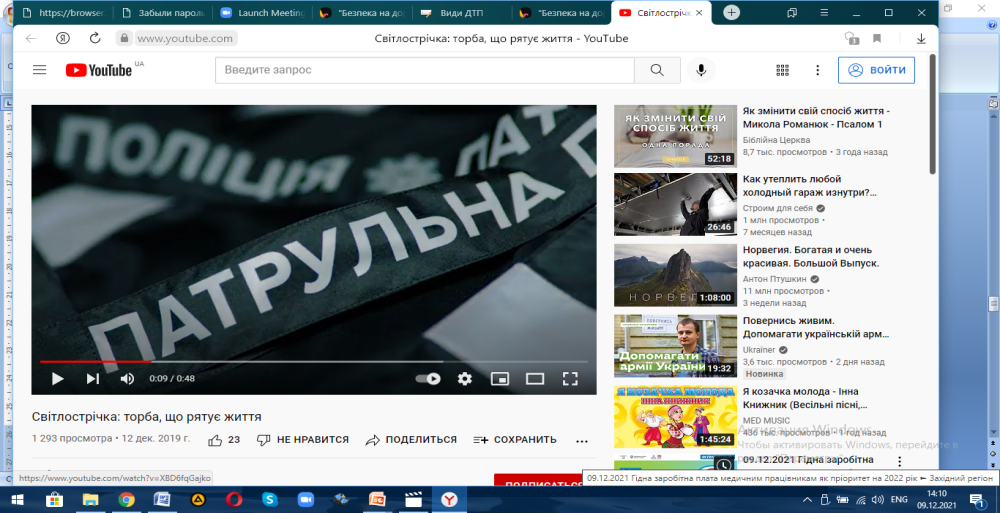 https://browser.
Забыли пароль
Launch Meeting
"Безпека на до
Види ДТП
"Безпека на до
Світлострічка
www.youtube.com
Світлострічка: торба, що рятує життя - YouTube
YouTube UA
Введите запрос
ВОЙТИ
ПОЛІЦІЯ
ПАТ
ПАТРУЛЬНА
0:09 / 0:48
Світлострічка: торба, що рятує життя
1 293 просмотра • 12 дек. 2019 г.
23
НЕ НРАВИТСЯ
ПОДЕЛИТЬСЯ
СОХРАНИТЬ
ПОДПИСАТЬСЯ
ЯК ЗМІНИТИ СВІЙ
СПОСІБ ЖИТТЯ
ОДНА ПОРАДА
52:18
Як змінити свій спосіб життя -
Микола Романюк - Псалом 1
Біблійна Церква
8,7 тыс. просмотров • 3 года назад
26:46
Как утеплить любой
холодный гараж изнутри?...
Строим для себя
1 млн просмотров •
7 месяцев назад
НОРВЕГ
1:08:00
Норвегия. Богатая и очень
красивая. Большой Выпуск.
Антон Птушкин
11 млн просмотров •
3 недели назад
Допомагати
армії України
19:32
Повернись живим.
Допомагати українській арм...
Ukraїner
3,6 тыс. просмотров • 2 дня назад
Новинка
Я КОЗАЧКА МОЛОДА
1:45:24
Я козачка молода - Інна
Книжник (Весільні пісні,...
MED MUSIC
436 тыс. просмотров • 1 год назад
Активация Windows
Чтобы активировать Windows, перейдите в
09.12.2021 Гідна заробітна
https://www.youtube.com/watch?v=XBD6fqGajko
09.12.2021 Гідна заробітна плата медичним працівникам як пріоритет на 2022 рік ⇐ Західний регіон
ENG
14:10
09.12.2021